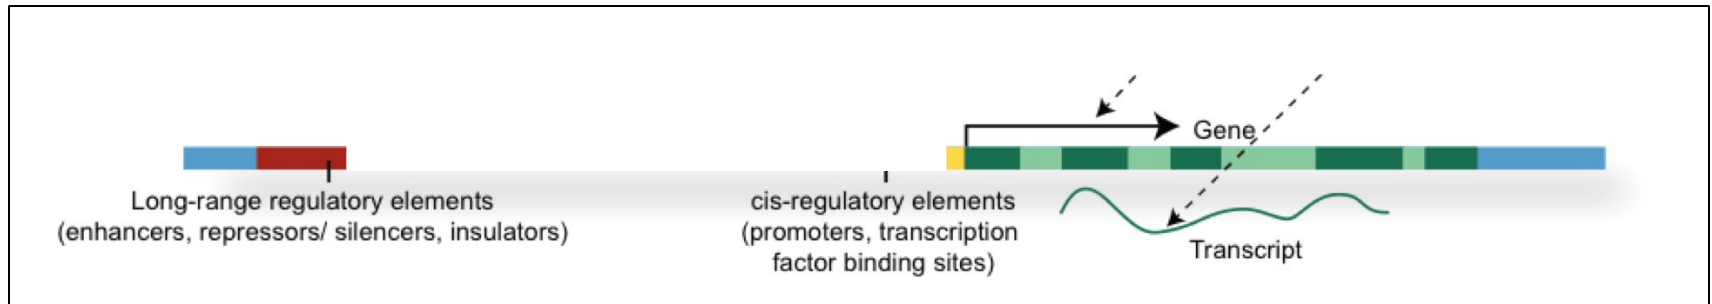 Gene
Long-range regulatory elements
(enhancers, repressors/ silencers, insulators)
cis-regulatory elements
(promoters, transcription
factor binding sites)
Transcript